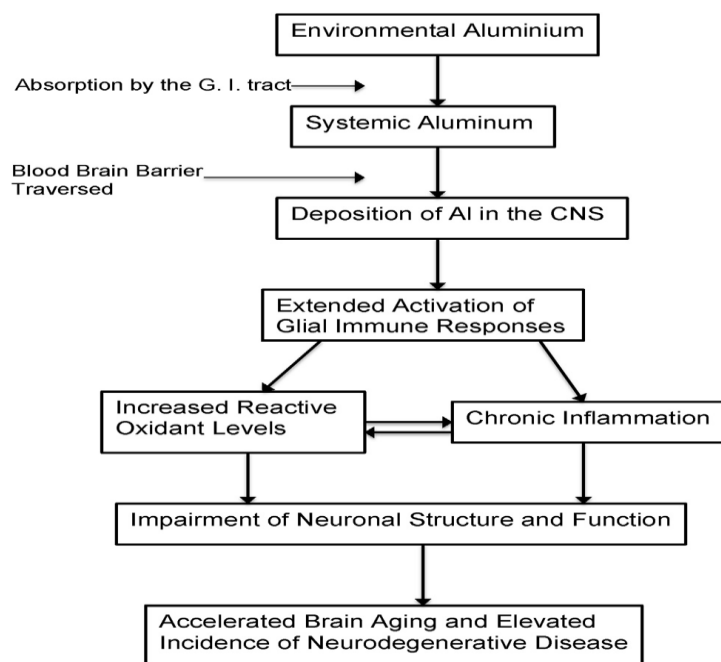 Environmental Aluminium
Absorption by the G. I. tract
Systemic Aluminum
Blood Brain Barrier
Traversed
Deposition of Al in the CNS
Extended Activation of
Glial Immune Responses
Increased Reactive
Oxidant Levels
Chronic Inflammation
Impairment of Neuronal Structure and Function
Accelerated Brain Aging and Elevated
Incidence of Neurodegenerative Disease